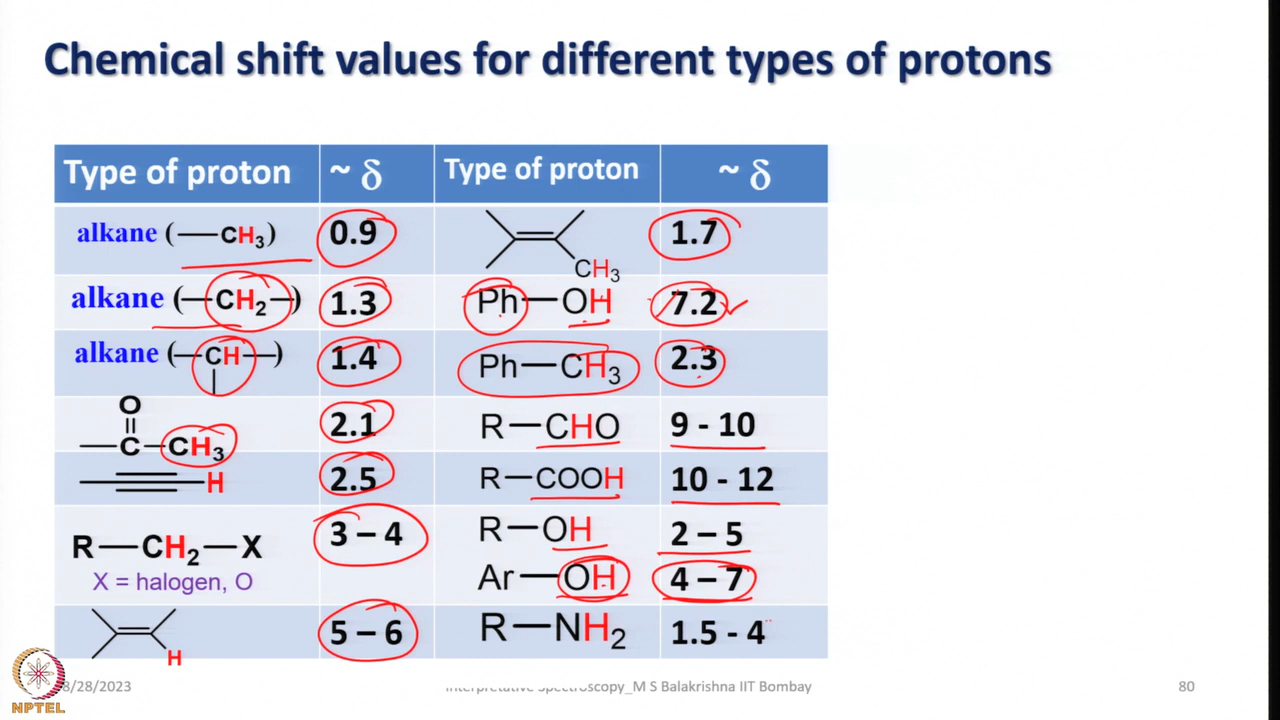 Chemical shift values for different types of protons
Type of proton ~ δ Type of proton ~ δ
alkane (—CH3) 0.9 CH3 1.7
alkane (—CH2—) 1.3 Ph—OH 7.2
alkane (—CH—) 1.4 Ph—CH3 2.3
O
C—CH3 2.1 R—CHO 9 - 10
H 2.5 R—COOH 10 - 12
R—CH2—X 3 – 4 R—OH 2 – 5
X = halogen, O Ar—OH 4 – 7
H 5 – 6 R—NH2 1.5 - 4
8/28/2023 Interpretative Spectroscopy_M S Balakrishna IIT Bombay 80
NPTEL